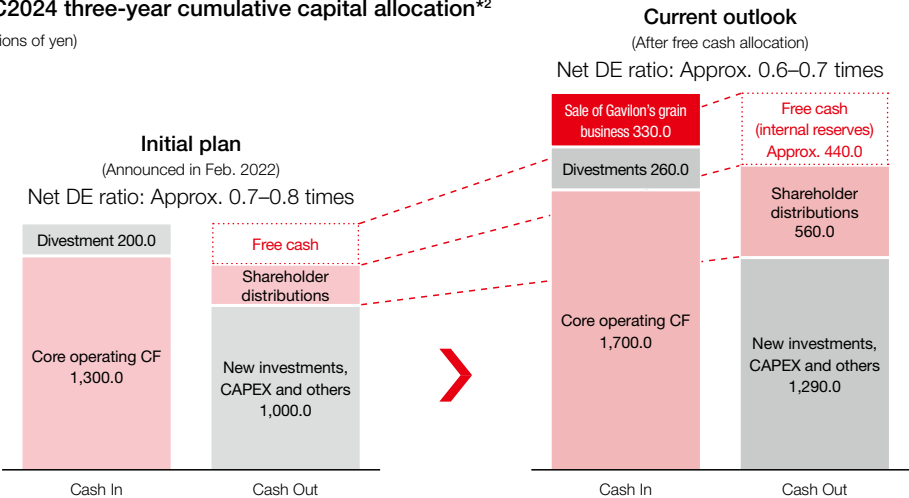 C2024 three-year cumulative capital allocation*2
ions of yen)
Initial plan
(Announced in Feb. 2022)
Net DE ratio: Approx. 0.7–0.8 times
Divestment 200.0
Core operating CF
1,300.0
Free cash
Shareholder
distributions
New investments,
CAPEX and others
1,000.0
Cash In
Cash Out
Current outlook
(After free cash allocation)
Net DE ratio: Approx. 0.6–0.7 times
Sale of Gavilon's grain
business 330.0
Divestments 260.0
Core operating CF
1,700.0
Free cash
(internal reserves)
Approx. 440.0
Shareholder
distributions
560.0
New investments,
CAPEX and others
1,290.0
Cash In
Cash Out